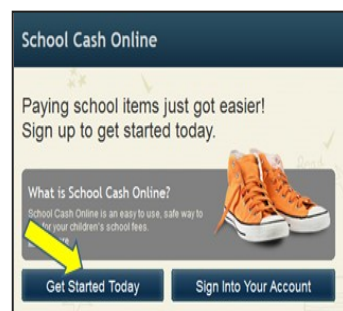 School Cash Online
Paying school items just got easier!
Sign up to get started today.
What is School Cash Online?
School Cash Online is an easy to use, safe way to
for your children's school fees.
Get Started Today
Sign Into Your Account